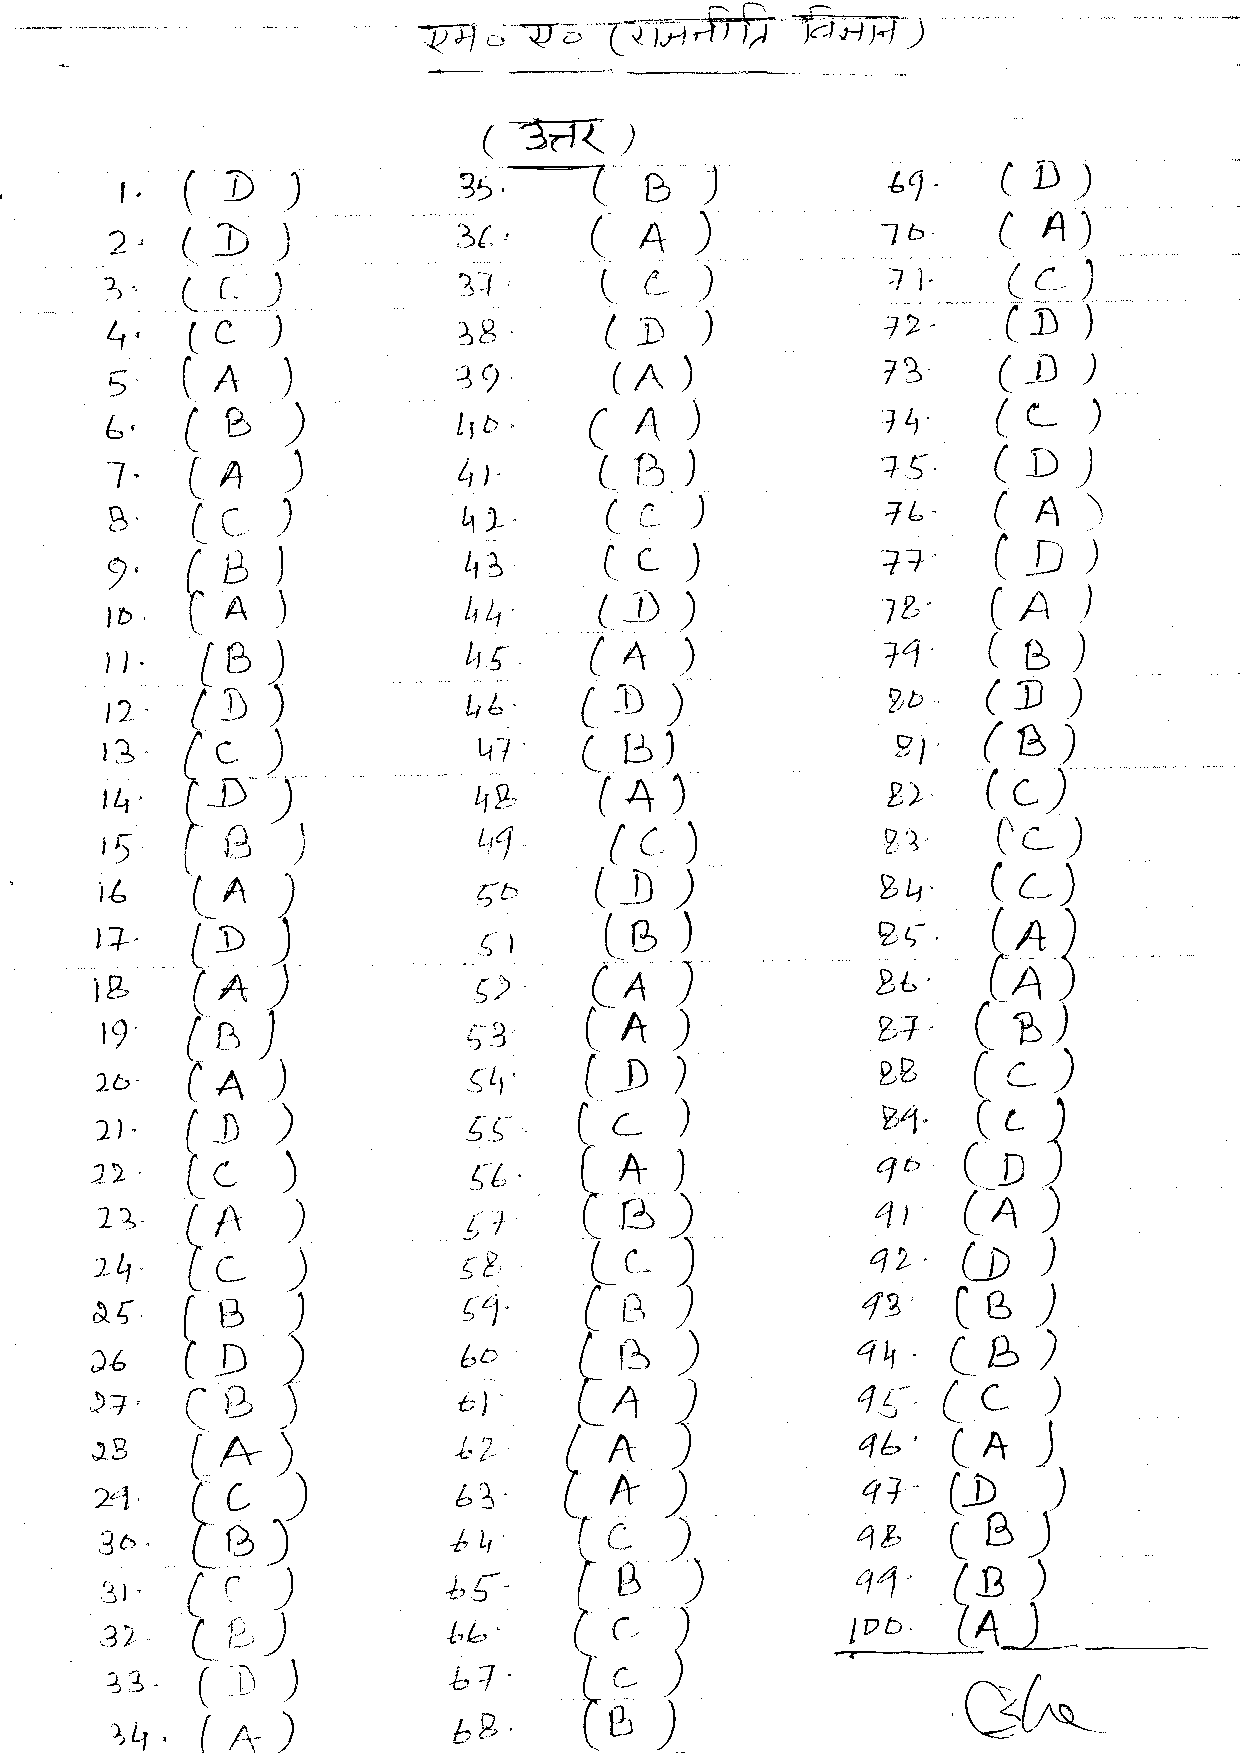 एम० ए० (राजनीति विज्ञान)
(उत्तर)
1. (D)
2. (D)
3. (C)
4. (C)
5. (A)
6. (B)
7. (A)
8. (C)
9. (B)
10. (A)
11. (B)
12. (D)
13. (C)
14. (D)
15 (B)
16 (A)
17. (D)
18 (A)
19. (B)
20. (A)
21. (D)
22. (C)
23. (A)
24. (C)
25. (B)
26 (D)
27. (B)
28 (A)
29. (C)
30. (B)
31. (C)
32. (B)
33. (D)
34. (A)
35. (B)
36. (A)
37. (C)
38. (D)
39. (A)
40. (A)
41. (B)
42. (C)
43 (C)
44. (D)
45. (A)
46. (D)
47. (B)
48 (A)
49. (C)
50 (D)
51 (B)
52 (A)
53. (A)
54. (D)
55. (C)
56. (A)
57. (B)
58. (C)
59. (B)
60 (B)
61. (A)
62. (A)
63. (A)
64 (C)
65. (B)
66. (C)
67. (C)
68. (B)
69. (D)
70. (A)
71. (C)
72. (D)
73. (D)
74. (C)
75. (D)
76. (A)
77. (D)
78. (A)
79. (B)
80. (D)
81. (B)
82. (C)
83. (C)
84. (C)
85. (A)
86. (A)
87. (B)
88 (C)
89. (C)
90. (D)
91. (A)
92. (D)
93. (B)
94. (B)
95. (C)
96. (A)
97. (D)
98 (B)
99. (B)
100. (A)